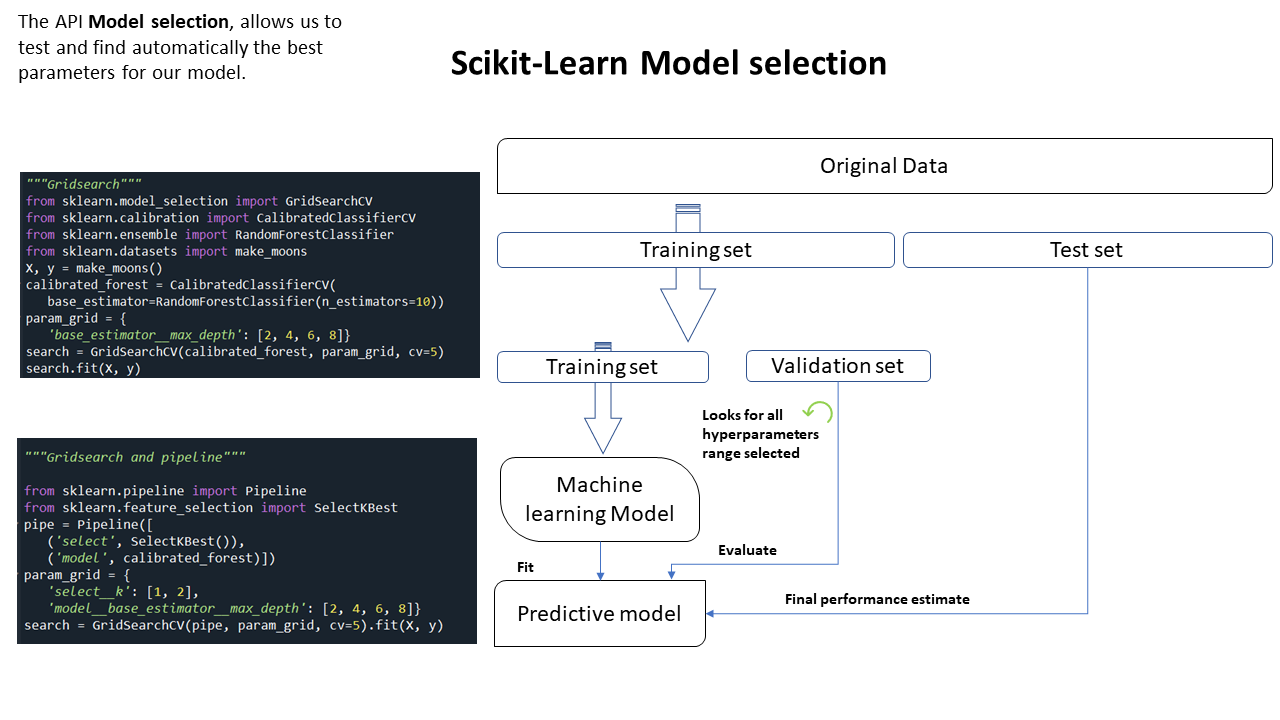 The API Model selection, allows us to
test and find automatically the best
parameters for our model.
Scikit-Learn Model selection
"""Gridsearch"""
from sklearn.model_selection import GridSearchCV
from sklearn.calibration import CalibratedClassifierCV
from sklearn.ensemble import RandomForestClassifier
from sklearn.datasets import make_moons
X, y = make_moons()
calibrated_forest = CalibratedClassifierCV(
   base_estimator=RandomForestClassifier(n_estimators=10))
param_grid = {
   'base_estimator__max_depth': [2, 4, 6, 8]}
search = GridSearchCV(calibrated_forest, param_grid, cv=5)
search.fit(X, y)
"""Gridsearch and pipeline"""
from sklearn.pipeline import Pipeline
from sklearn.feature_selection import SelectKBest
pipe = Pipeline([
   ('select', SelectKBest()),
   ('model', calibrated_forest)])
param_grid = {
   'select__k': [1, 2],
   'model__base_estimator__max_depth': [2, 4, 6, 8]}
search = GridSearchCV(pipe, param_grid, cv=5).fit(X, y)
Original Data
Training set
Test set
Training set
Validation set
Looks for all
hyperparameters
range selected
Machine
learning Model
Evaluate
Fit
Predictive model
Final performance estimate